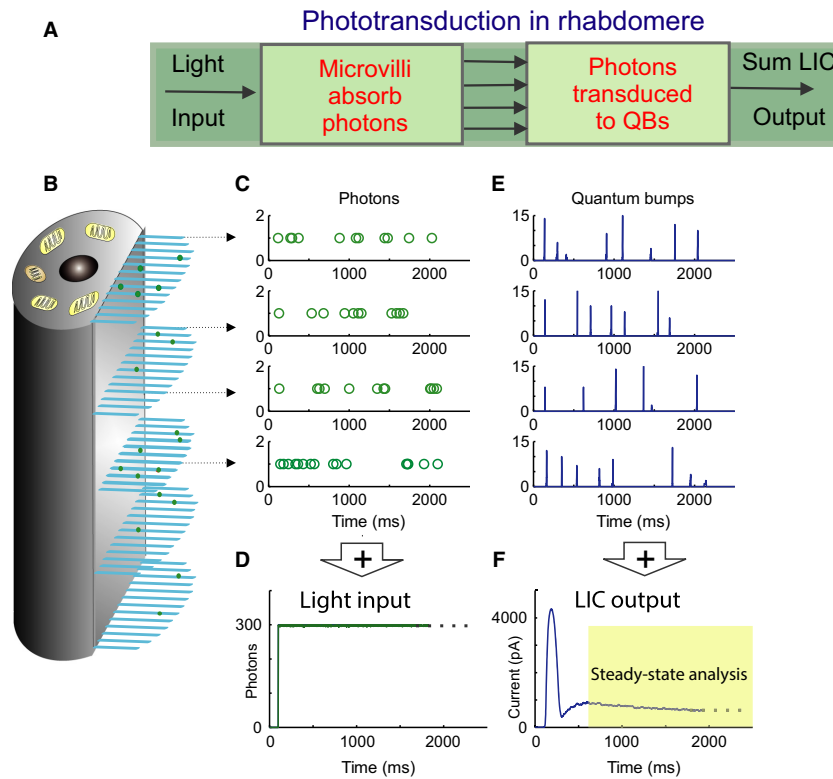 Phototransduction in rhabdomere
A
Light
Input
Microvilli
absorb
photons
Photons
transduced
to QBs
Sum LIC
Output
B
C
Photons
2
1
0
0
1000
2000
2
1
0
0
1000
2000
2
1
0
0
1000
2000
2
1
0
0
1000
2000
Time (ms)
E
Quantum bumps
15
0
0
1000
2000
15
0
0
1000
2000
15
0
0
1000
2000
15
0
0
1000
2000
Time (ms)
+
+
D
Light input
300
Photons
0
0
1000
2000
Time (ms)
F
LIC output
4000
Current (pA)
Steady-state analysis
0
0
1000
2000
Time (ms)